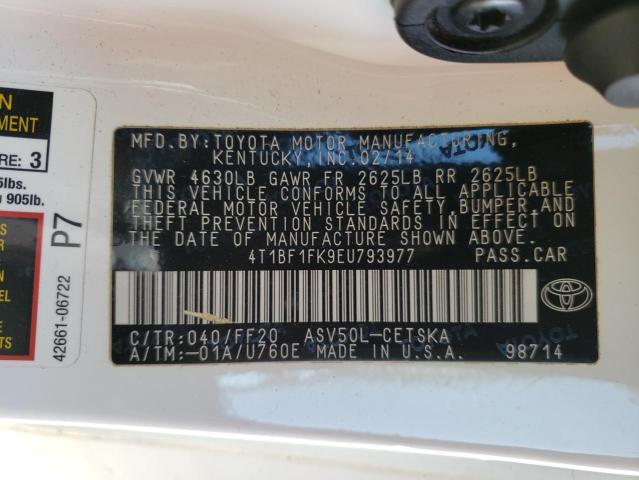 N
MENT
RE: 3
5lbs.
u 905lb.
P7
42661-06722
MFD. BY: TOYOTA MOTOR MANUFACTURING,
KENTUCKY, INC. 02/14
GVWR 4630LB GAWR FR 2625LB RR 2625LB
THIS VEHICLE CONFORMS TO ALL APPLICABLE
FEDERAL MOTOR VEHICLE SAFETY, BUMPER, AND
THEFT PREVENTION STANDARDS IN EFFECT ON
THE DATE OF MANUFACTURE SHOWN ABOVE.
4T1BF1FK9EU793977 PASS. CAR
C/TR: 040/FF20 ASV50L-CETSKA
A/TM: -01A/U760E MADE IN U.S.A.
98714
TOYOTA